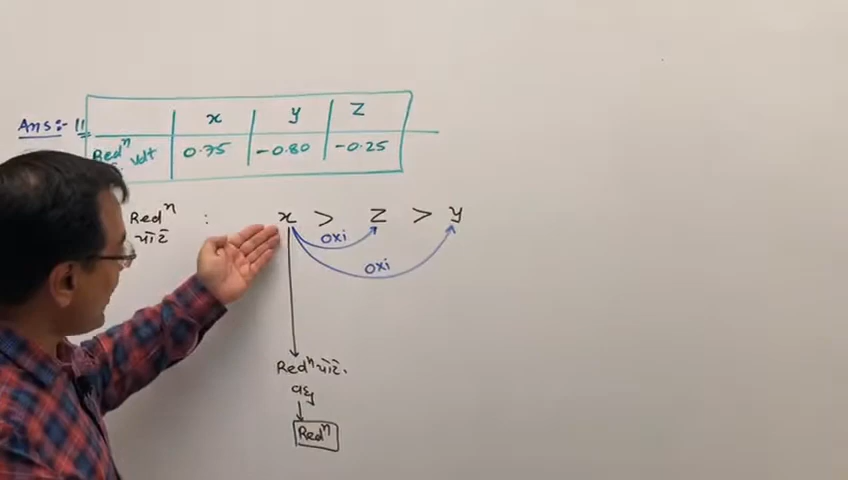 Ans:- 11
x y Z
Redⁿ volt 0.75 -0.80 -0.25
Redⁿ : x > Z > y
પોટે
oxi
oxi
Redⁿ પોટે.
વધુ
Redⁿ